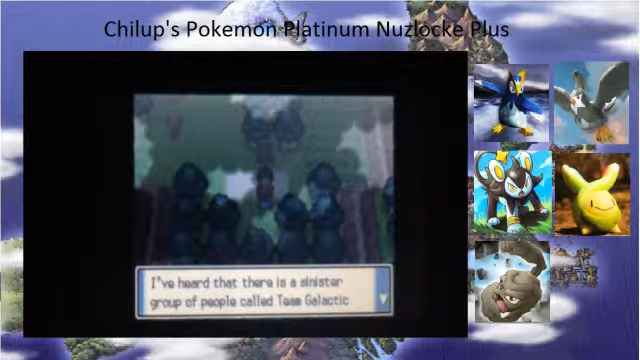 Chilup's Pokemon Platinum Nuzlocke Plus
I've heard that there is a sinister
group of people called Team Galactic